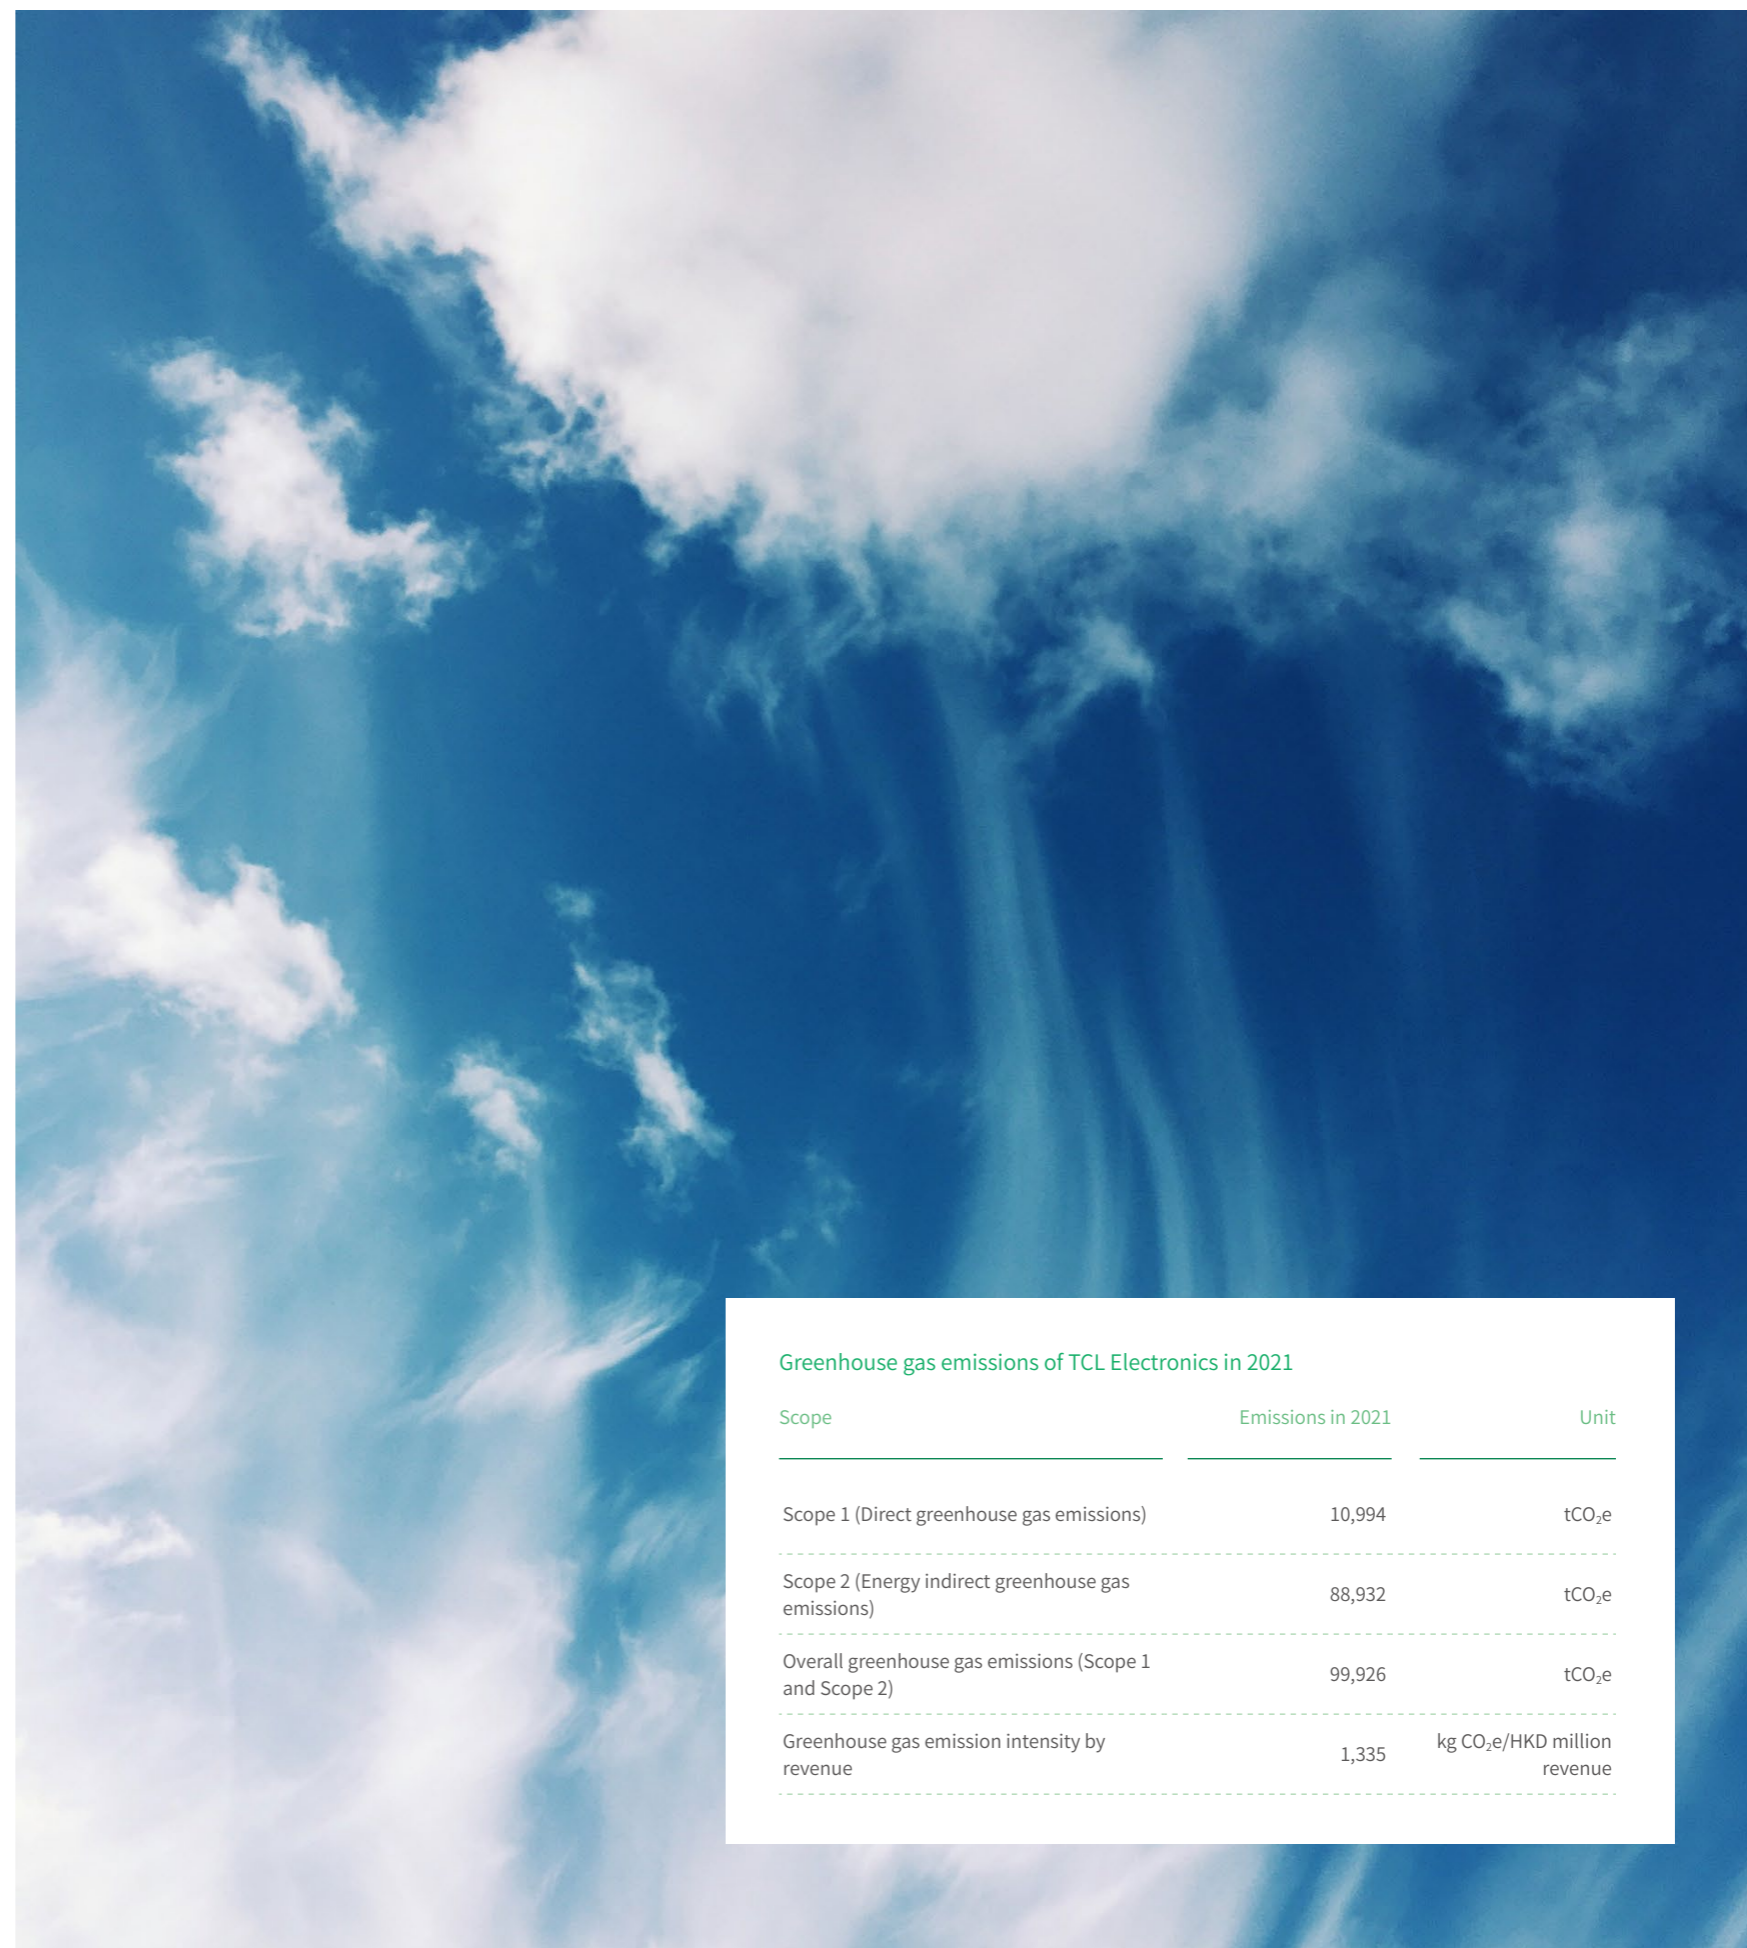 Greenhouse gas emissions of TCL Electronics in 2021
Scope Emissions in 2021 Unit
Scope 1 (Direct greenhouse gas emissions) 10,994 tCO₂e
Scope 2 (Energy indirect greenhouse gas
emissions) 88,932 tCO₂e
Overall greenhouse gas emissions (Scope 1
and Scope 2) 99,926 tCO₂e
Greenhouse gas emission intensity by
revenue 1,335 kg CO₂e/HKD million
revenue